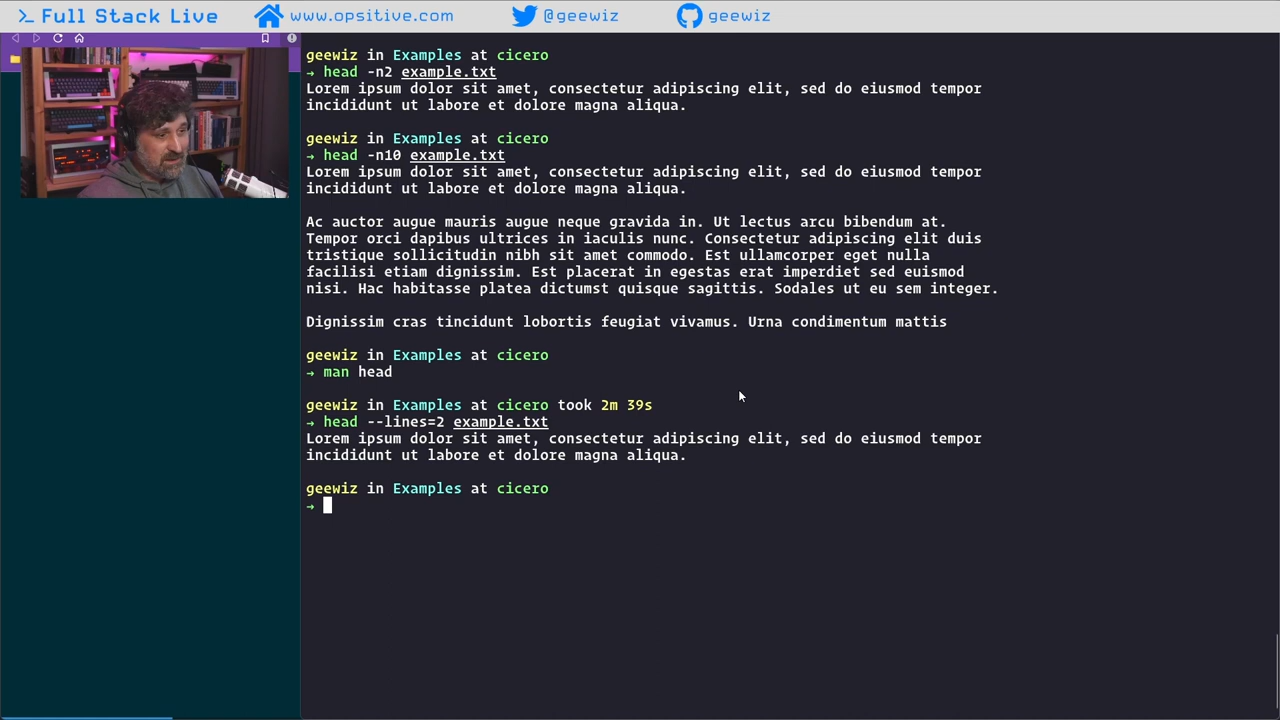 >_ Full Stack Live www.opsitive.com @geewiz geewiz
geewiz in Examples at cicero
→ head -n2 example.txt
Lorem ipsum dolor sit amet, consectetur adipiscing elit, sed do eiusmod tempor
incididunt ut labore et dolore magna aliqua.
geewiz in Examples at cicero
→ head -n10 example.txt
Lorem ipsum dolor sit amet, consectetur adipiscing elit, sed do eiusmod tempor
incididunt ut labore et dolore magna aliqua.
Ac auctor augue mauris augue neque gravida in. Ut lectus arcu bibendum at.
Tempor orci dapibus ultrices in iaculis nunc. Consectetur adipiscing elit duis
tristique sollicitudin nibh sit amet commodo. Est ullamcorper eget nulla
facilisi etiam dignissim. Est placerat in egestas erat imperdiet sed euismod
nisi. Hac habitasse platea dictumst quisque sagittis. Sodales ut eu sem integer.
Dignissim cras tincidunt lobortis feugiat vivamus. Urna condimentum mattis
geewiz in Examples at cicero
→ man head
geewiz in Examples at cicero took 2m 39s
→ head --lines=2 example.txt
Lorem ipsum dolor sit amet, consectetur adipiscing elit, sed do eiusmod tempor
incididunt ut labore et dolore magna aliqua.
geewiz in Examples at cicero
→